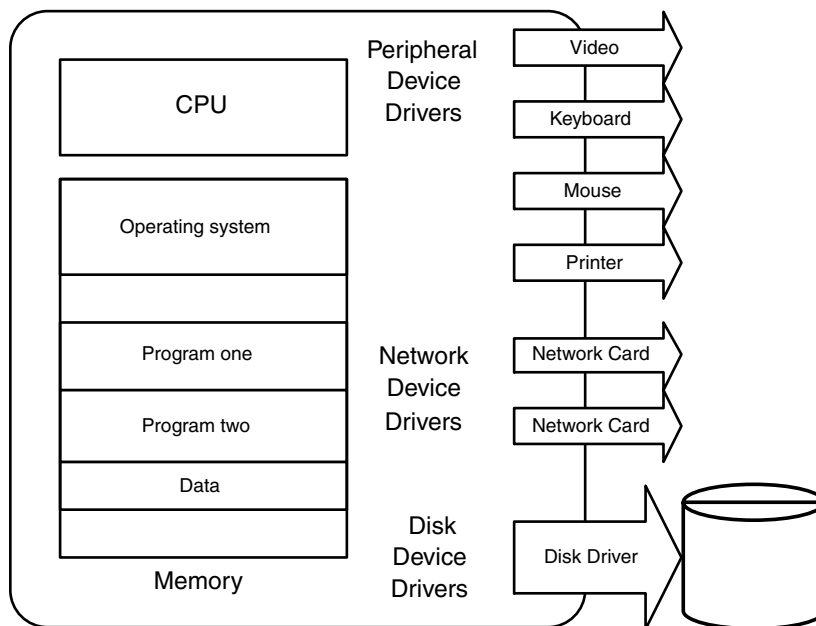 CPU
Operating system
Program one
Program two
Data
Memory
Peripheral
Device
Drivers
Video
Keyboard
Mouse
Printer
Network
Device
Drivers
Network Card
Network Card
Disk
Device
Drivers
Disk Driver